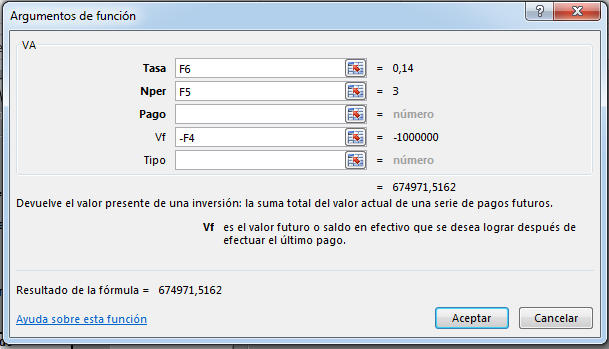 Argumentos de función
VA
Tasa F6 = 0,14
Nper F5 = 3
Pago = número
Vf -F4 = -1000000
Tipo = número
= 674971,5162
Devuelve el valor presente de una inversión: la suma total del valor actual de una serie de pagos futuros.
Vf es el valor futuro o saldo en efectivo que se desea lograr después de
efectuar el último pago.
Resultado de la fórmula = 674971,5162
Ayuda sobre esta función
Aceptar
Cancelar